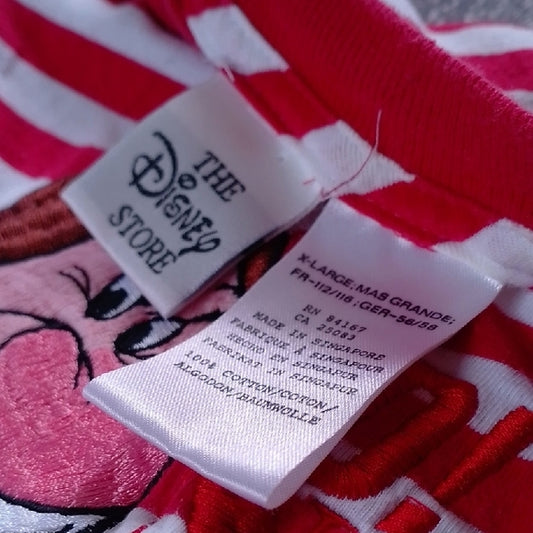 THE
Disney
STORE
X-LARGE; MAS GRANDE;
FR-112/116 ; GER-56/58
RN 84167
CA 25083
MADE IN SINGAPORE
FABRIQUE À SINGAPOUR
HECHO EN SINGAPUR
FABRIKAT IN SINGAPUR
100% COTTON/COTON/
ALGODON/BAUMWOLLE